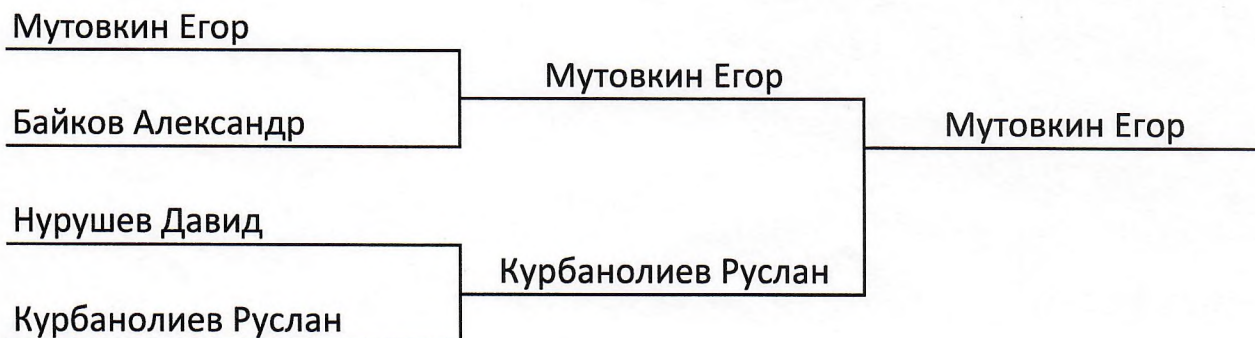 Мутовкин Егор
Мутовкин Егор
Байков Александр
Мутовкин Егор
Нурушев Давид
Курбанолиев Руслан
Курбанолиев Руслан